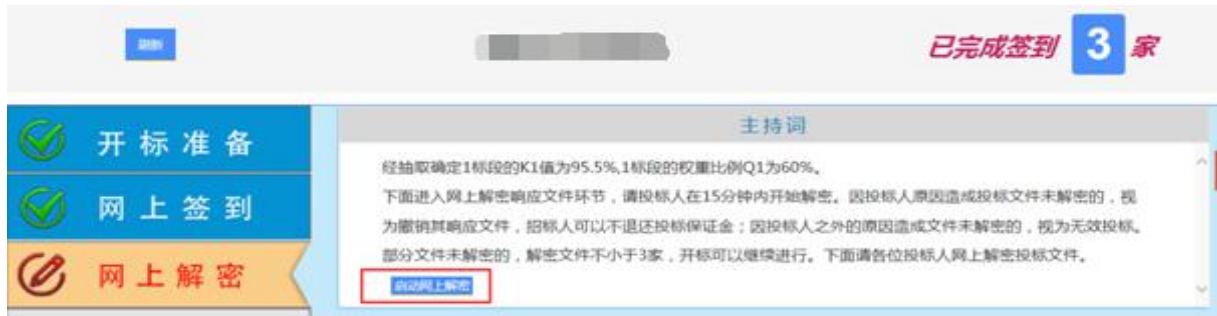 刷新
已完成签到 3 家
开标准备
网上签到
网上解密
主持词
经抽取确定1标段的K1值为95.5%,1标段的权重比例Q1为60%。
下面进入网上解密响应文件环节，请投标人在15分钟内开始解密。因投标人原因造成投标文件未解密的，视
为撤销其响应文件，招标人可以不退还投标保证金；因投标人之外的原因造成文件未解密的，视为无效投标。
部分文件未解密的，解密文件不小于3家，开标可以继续进行。下面请各位投标人网上解密投标文件。
启动网上解密